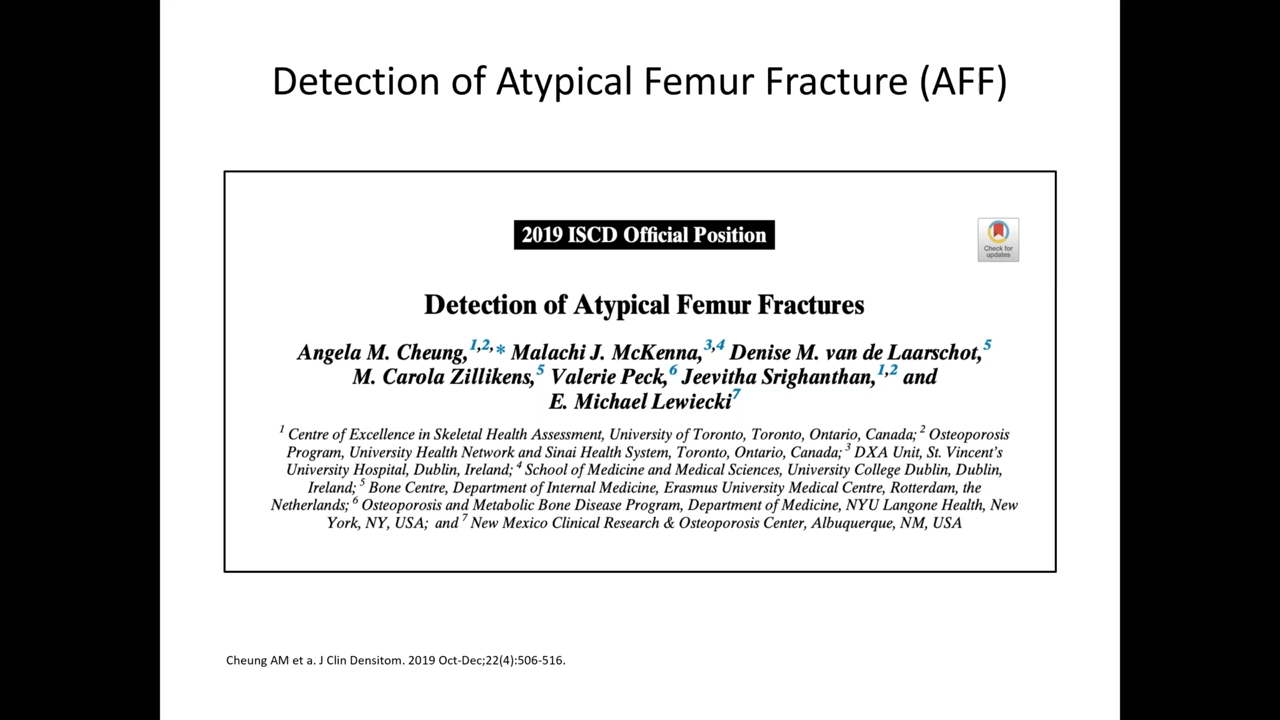 Detection of Atypical Femur Fracture (AFF)
2019 ISCD Official Position
Check for
updates
Detection of Atypical Femur Fractures
Angela M. Cheung,1,2,* Malachi J. McKenna,3,4 Denise M. van de Laarschot,5
M. Carola Zillikens,5 Valerie Peck,6 Jeevitha Srighanthan,1,2 and
E. Michael Lewiecki7
1 Centre of Excellence in Skeletal Health Assessment, University of Toronto, Toronto, Ontario, Canada; 2 Osteoporosis
Program, University Health Network and Sinai Health System, Toronto, Ontario, Canada; 3 DXA Unit, St. Vincent's
University Hospital, Dublin, Ireland; 4 School of Medicine and Medical Sciences, University College Dublin, Dublin,
Ireland; 5 Bone Centre, Department of Internal Medicine, Erasmus University Medical Centre, Rotterdam, the
Netherlands; 6 Osteoporosis and Metabolic Bone Disease Program, Department of Medicine, NYU Langone Health, New
York, NY, USA; and 7 New Mexico Clinical Research & Osteoporosis Center, Albuquerque, NM, USA
Cheung AM et a. J Clin Densitom. 2019 Oct-Dec;22(4):506-516.